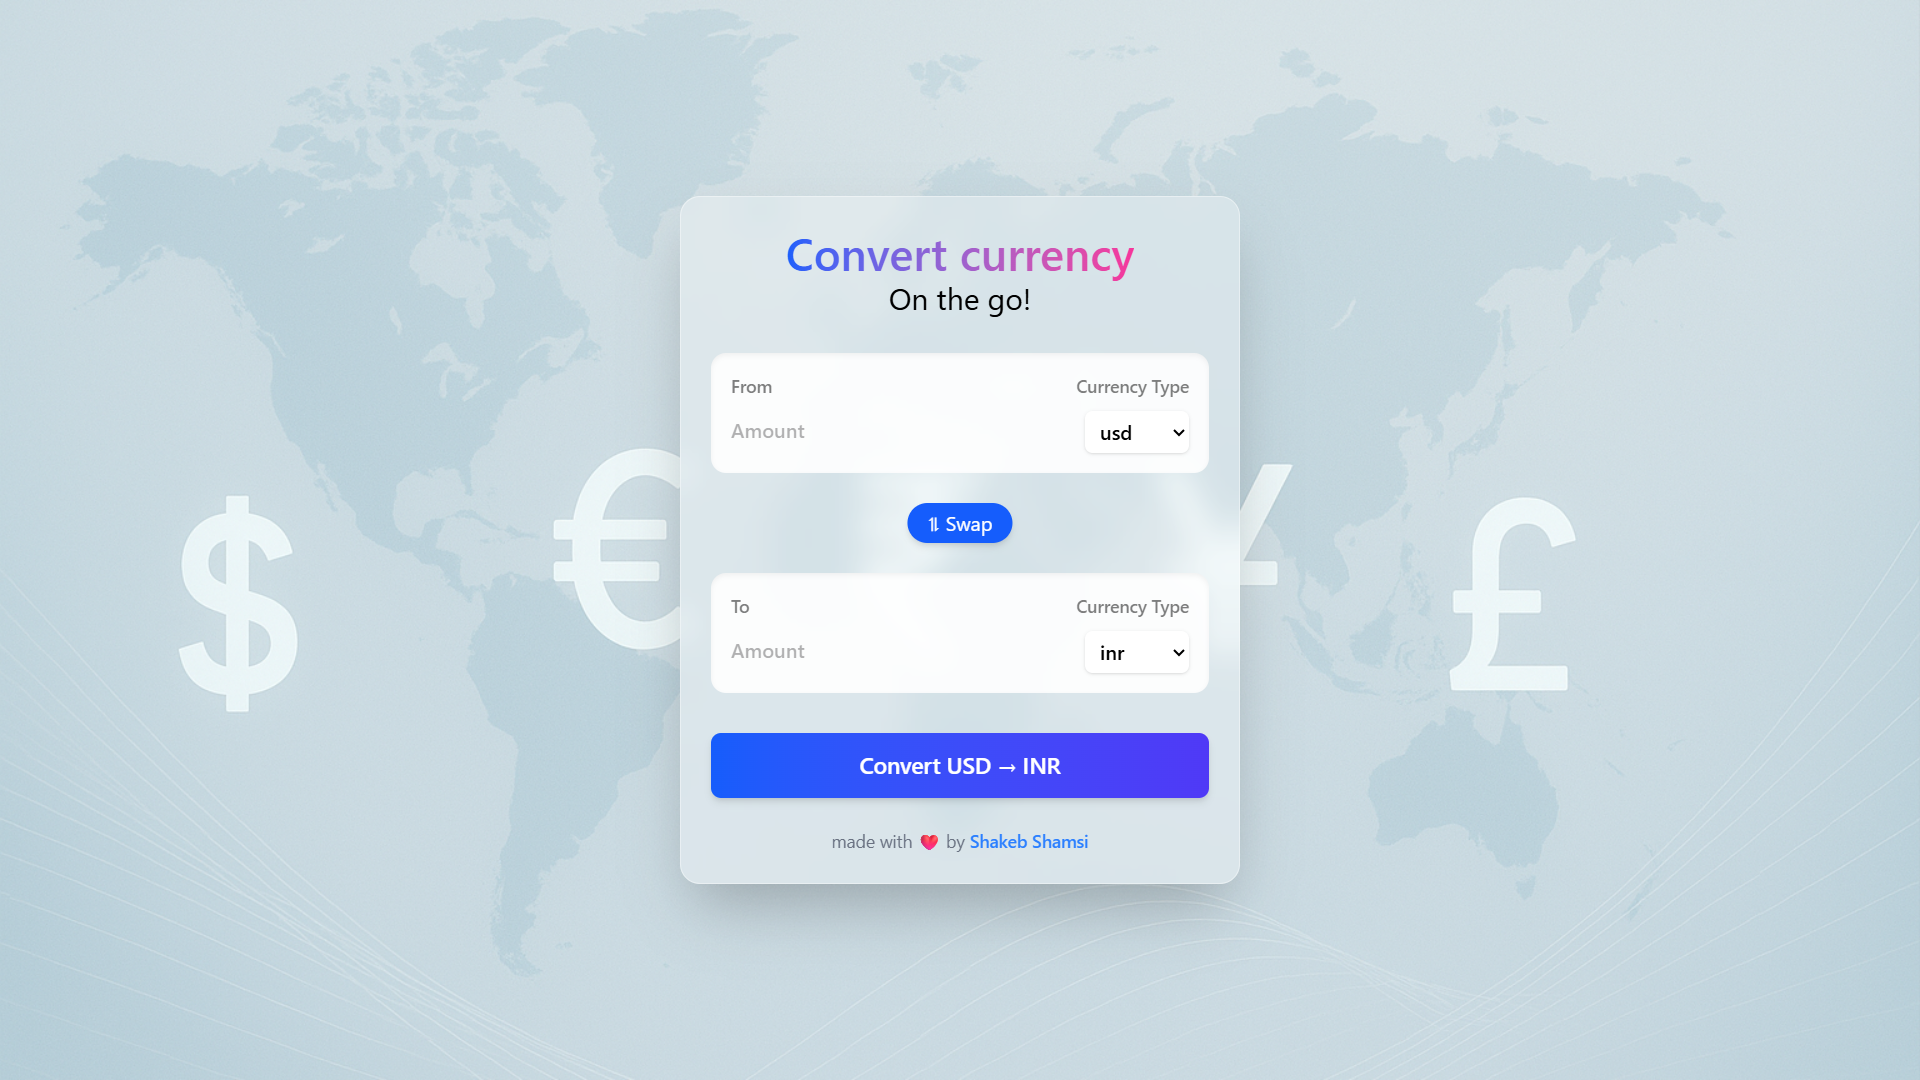 Convert currency
On the go!
From
Currency Type
Amount
usd
⇅ Swap
To
Currency Type
Amount
inr
Convert USD → INR
made with ❤️ by Shakeb Shamsi
$ € ¥ £